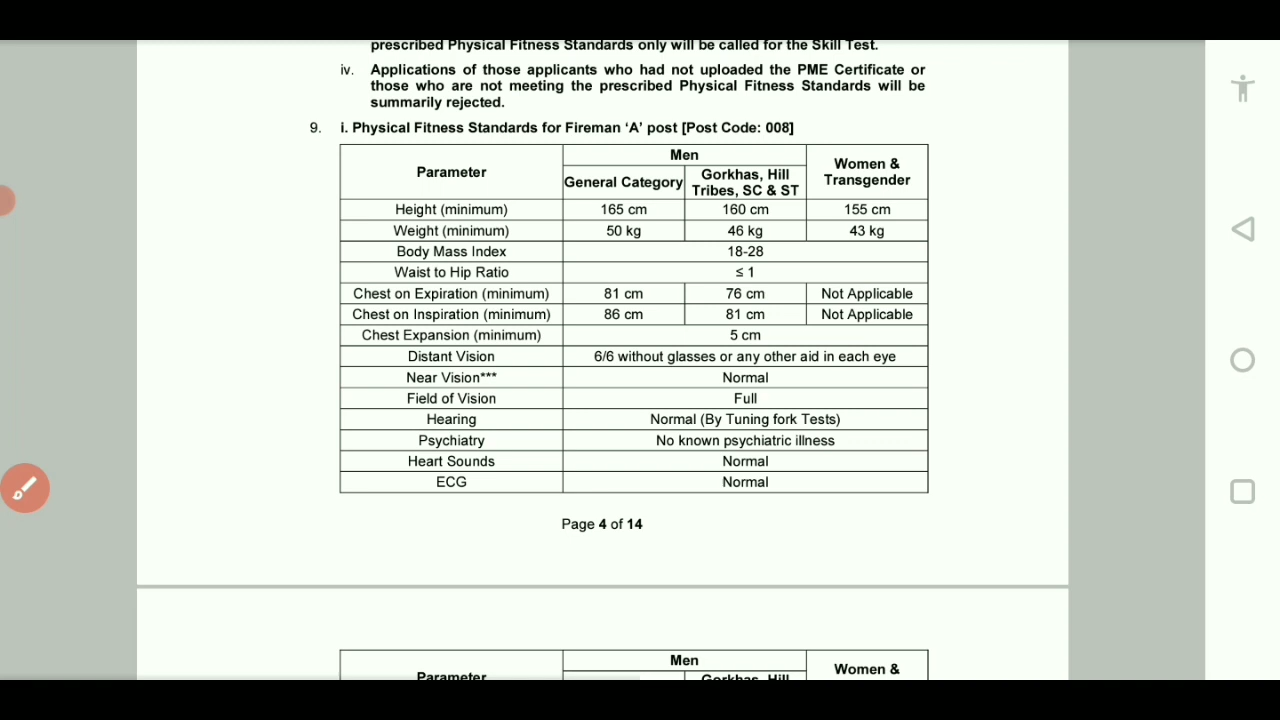 prescribed Physical Fitness Standards only will be called for the Skill Test.
iv. Applications of those applicants who had not uploaded the PME Certificate or
those who are not meeting the prescribed Physical Fitness Standards will be
summarily rejected.
9. i. Physical Fitness Standards for Fireman ‘A’ post [Post Code: 008]
Parameter Men Women & Transgender
General Category Gorkhas, Hill Tribes, SC & ST
Height (minimum) 165 cm 160 cm 155 cm
Weight (minimum) 50 kg 46 kg 43 kg
Body Mass Index 18-28
Waist to Hip Ratio ≤ 1
Chest on Expiration (minimum) 81 cm 76 cm Not Applicable
Chest on Inspiration (minimum) 86 cm 81 cm Not Applicable
Chest Expansion (minimum) 5 cm
Distant Vision 6/6 without glasses or any other aid in each eye
Near Vision*** Normal
Field of Vision Full
Hearing Normal (By Tuning fork Tests)
Psychiatry No known psychiatric illness
Heart Sounds Normal
ECG Normal
Page 4 of 14
Men
Women &
Parameter Gorkhas, Hill